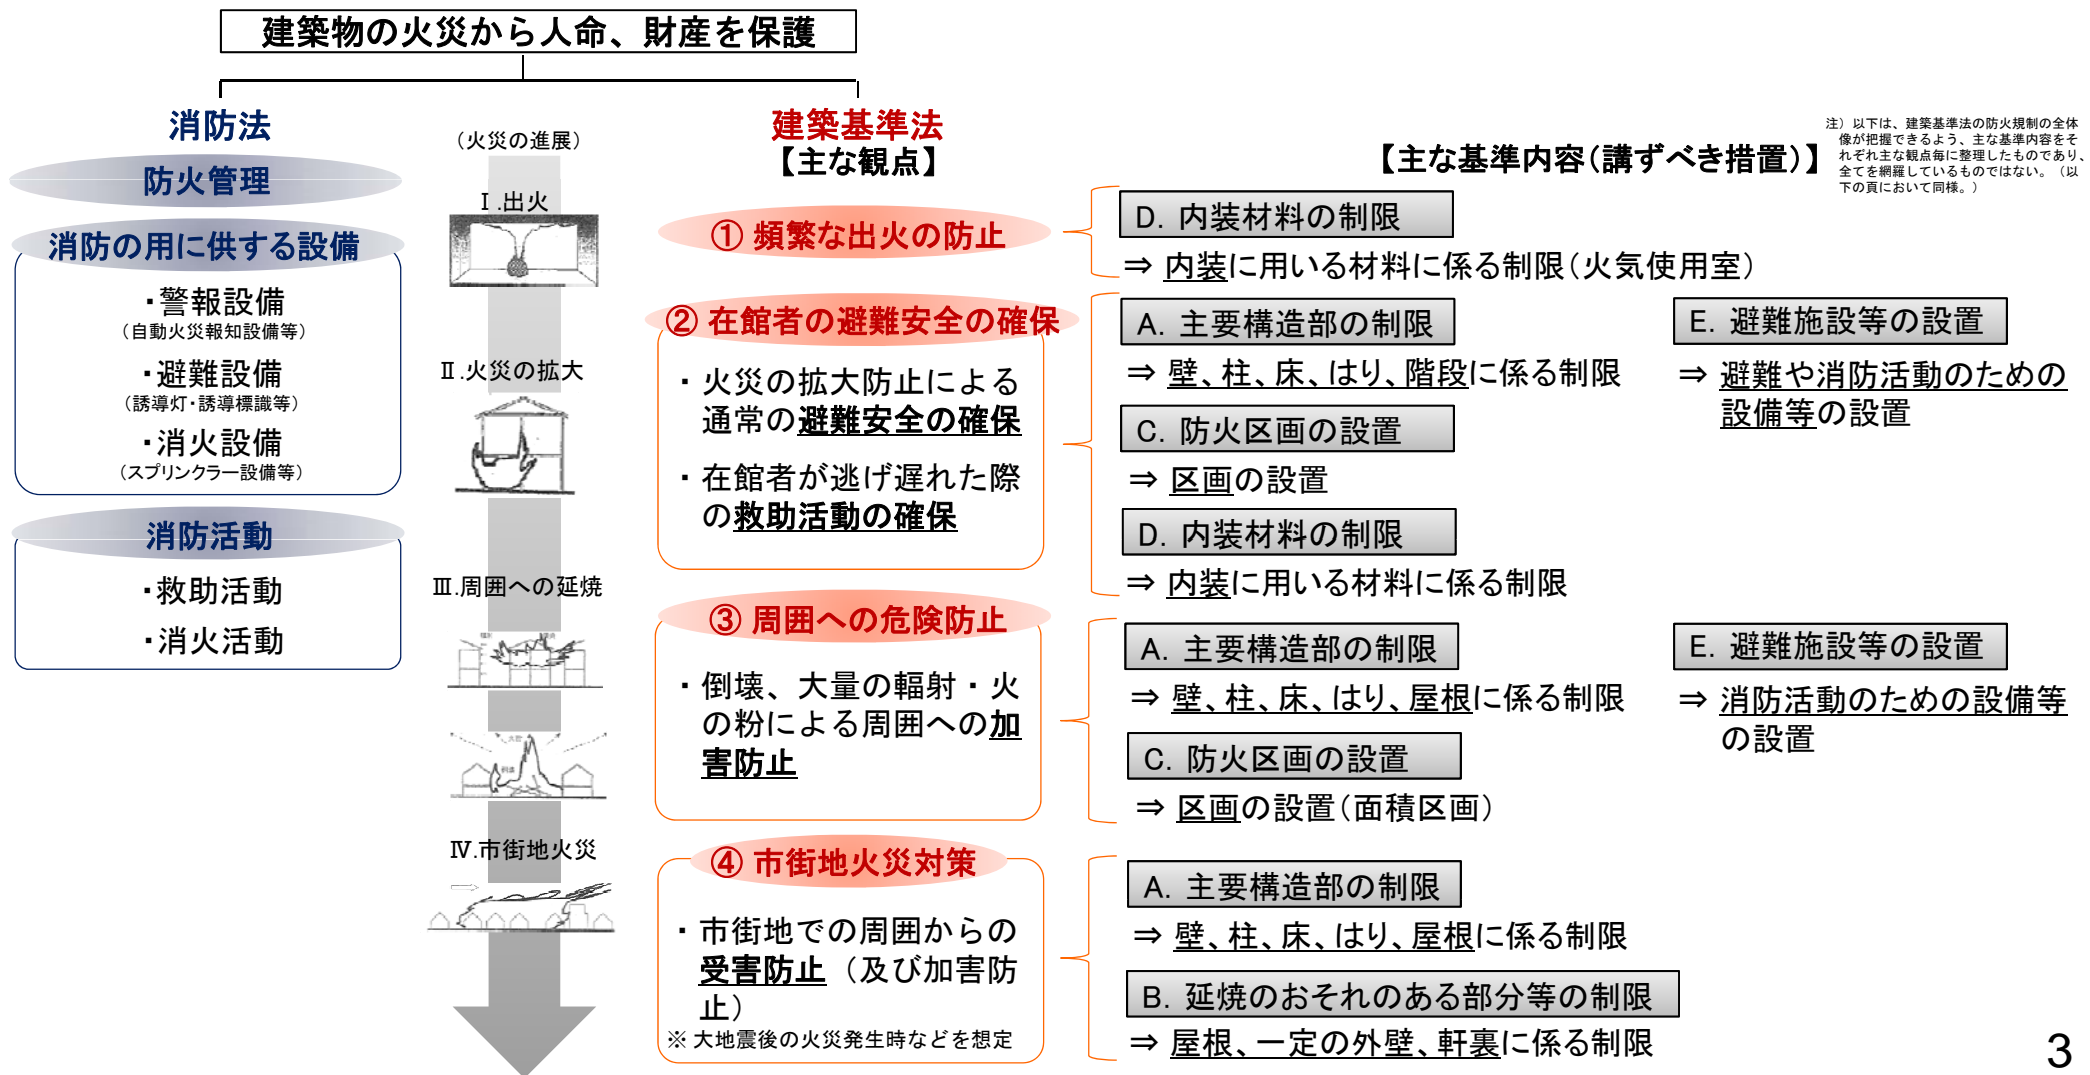 建築物の火災から人命、財産を保護
消防法
防火管理
消防の用に供する設備
・警報設備
（自動火災報知設備等）
・避難設備
（誘導灯・誘導標識等）
・消火設備
（スプリンクラー設備等）
消防活動
・救助活動
・消火活動
（火災の進展）
Ⅰ.出火
Ⅱ.火災の拡大
Ⅲ.周囲への延焼
Ⅳ.市街地火災
建築基準法
【主な観点】
① 頻繁な出火の防止
② 在館者の避難安全の確保
・火災の拡大防止による
通常の避難安全の確保
・在館者が逃げ遅れた際
の救助活動の確保
③ 周囲への危険防止
・倒壊、大量の輻射・火
の粉による周囲への加
害防止
④ 市街地火災対策
・市街地での周囲からの
受害防止（及び加害防
止）
※ 大地震後の火災発生時などを想定
【主な基準内容（講ずべき措置）】
注）以下は、建築基準法の防火規制の全体
像が把握できるよう、主な基準内容をそ
れぞれ主な観点毎に整理したものであり、
全てを網羅しているものではない。（以
下の頁において同様。）
D. 内装材料の制限
⇒ 内装に用いる材料に係る制限（火気使用室）
A. 主要構造部の制限
⇒ 壁、柱、床、はり、階段に係る制限
C. 防火区画の設置
⇒ 区画の設置
D. 内装材料の制限
⇒ 内装に用いる材料に係る制限
E. 避難施設等の設置
⇒ 避難や消防活動のための
設備等の設置
A. 主要構造部の制限
⇒ 壁、柱、床、はり、屋根に係る制限
C. 防火区画の設置
⇒ 区画の設置（面積区画）
E. 避難施設等の設置
⇒ 消防活動のための設備等
の設置
A. 主要構造部の制限
⇒ 壁、柱、床、はり、屋根に係る制限
B. 延焼のおそれのある部分等の制限
⇒ 屋根、一定の外壁、軒裏に係る制限
3